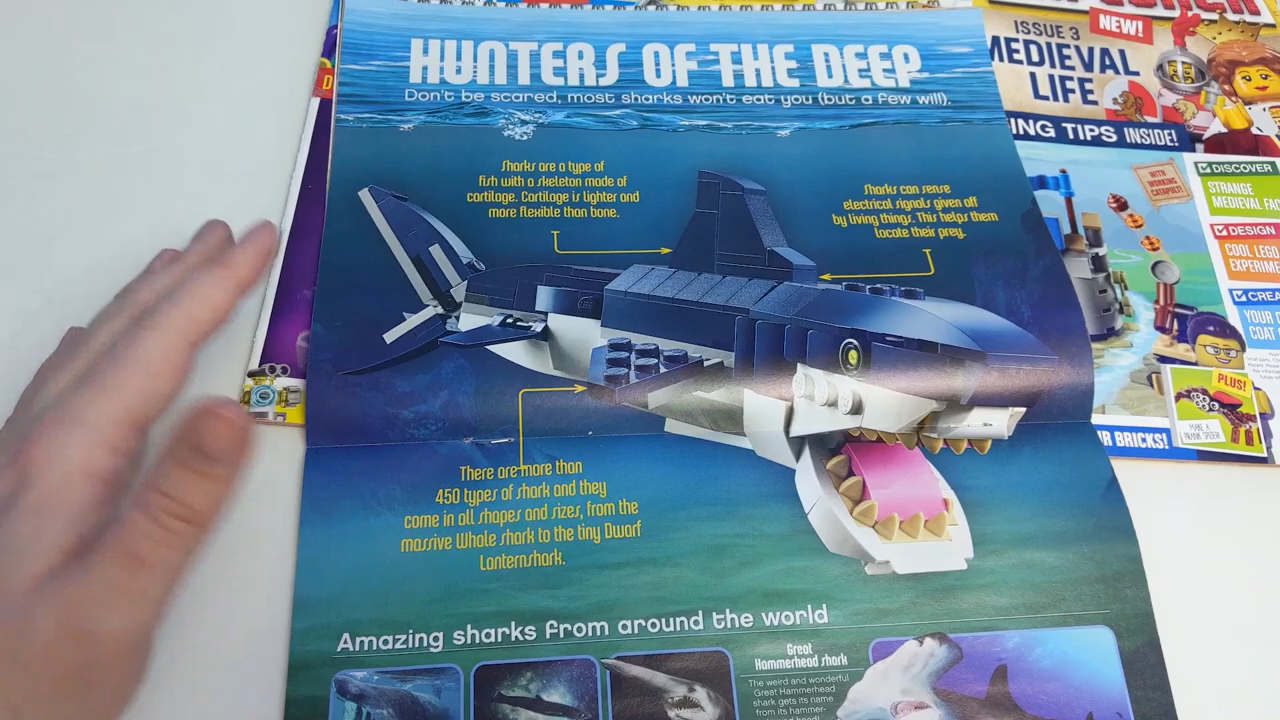 HUNTERS OF THE DEEP
Don't be scared, most sharks won't eat you (but a few will).
Sharks are a type of
fish with a skeleton made of
cartilage. Cartilage is lighter and
more flexible than bone.
Sharks can sense
electrical signals given off
by living things. This helps them
locate their prey.
There are more than
450 types of shark and they
come in all shapes and sizes, from the
massive Whale shark to the tiny Dwarf
Lanternshark.
Amazing sharks from around the world
Great
Hammerhead shark
The weird and wonderful
Great Hammerhead
shark gets its name
from its hammer-
NEW!
ISSUE 3
MEDIEVAL
LIFE
ING TIPS INSIDE!
WITH
WORKING
CATAPULT!
DISCOVER
STRANGE
MEDIEVAL FAC
DESIGN
COOL LEGO
EXPERIME
CREA
YOUR
COAT
PLUS!
MAKE A
PRANK SPIDER!
R BRICKS!